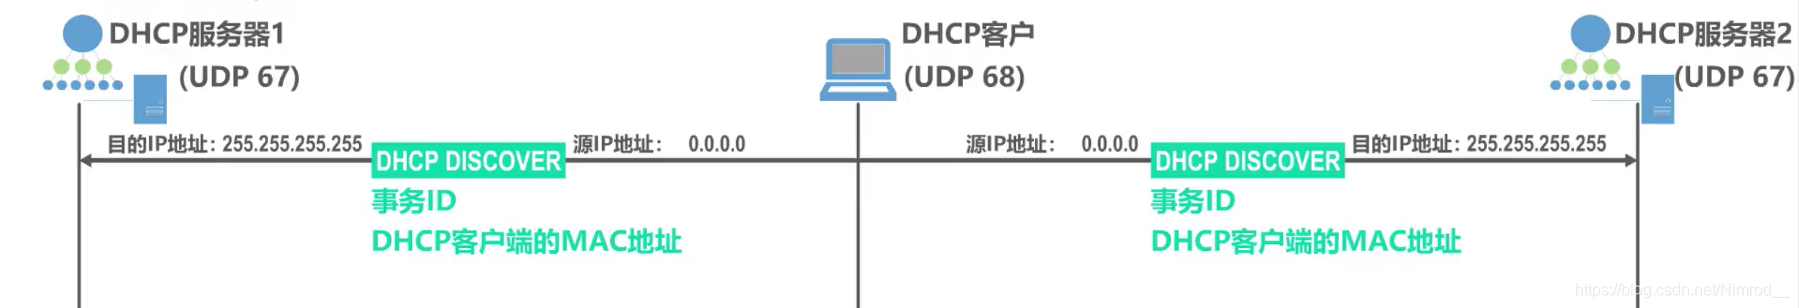 DHCP服务器1
(UDP 67)
DHCP客户
(UDP 68)
DHCP服务器2
(UDP 67)
目的IP地址：255.255.255.255
DHCP DISCOVER
源IP地址： 0.0.0.0
事务ID
DHCP客户端的MAC地址
源IP地址： 0.0.0.0
DHCP DISCOVER
目的IP地址：255.255.255.255
事务ID
DHCP客户端的MAC地址
https://blog.csdn.net/Nimrod__